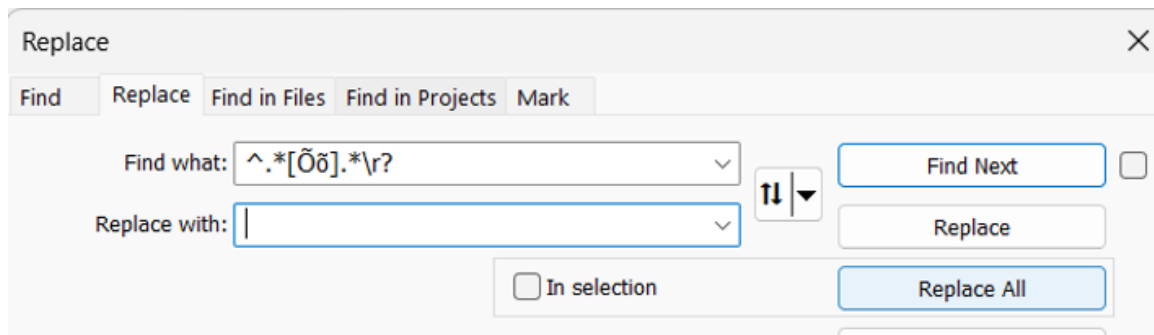 Replace
Find Replace Find in Files Find in Projects Mark
Find what: ^.*[Õõ].*\r? Find Next
Replace with: Replace
In selection Replace All